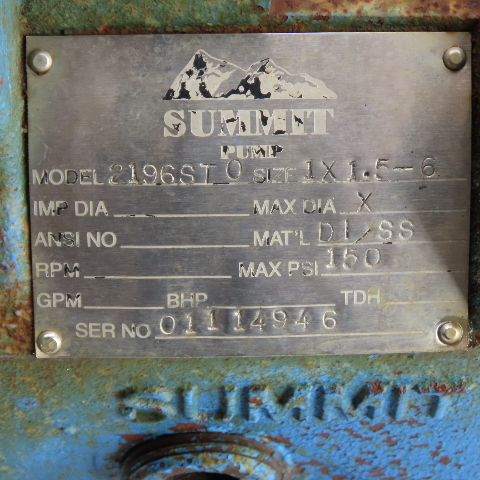 SUMMIT
PUMP
MODEL 2196ST O SIZE 1X1.5-6
IMP DIA MAX DIA X
ANSI NO MAT'L DI/SS
RPM MAX PSI 150
GPM BHP TDH
SER NO 01114946
SUMMIT